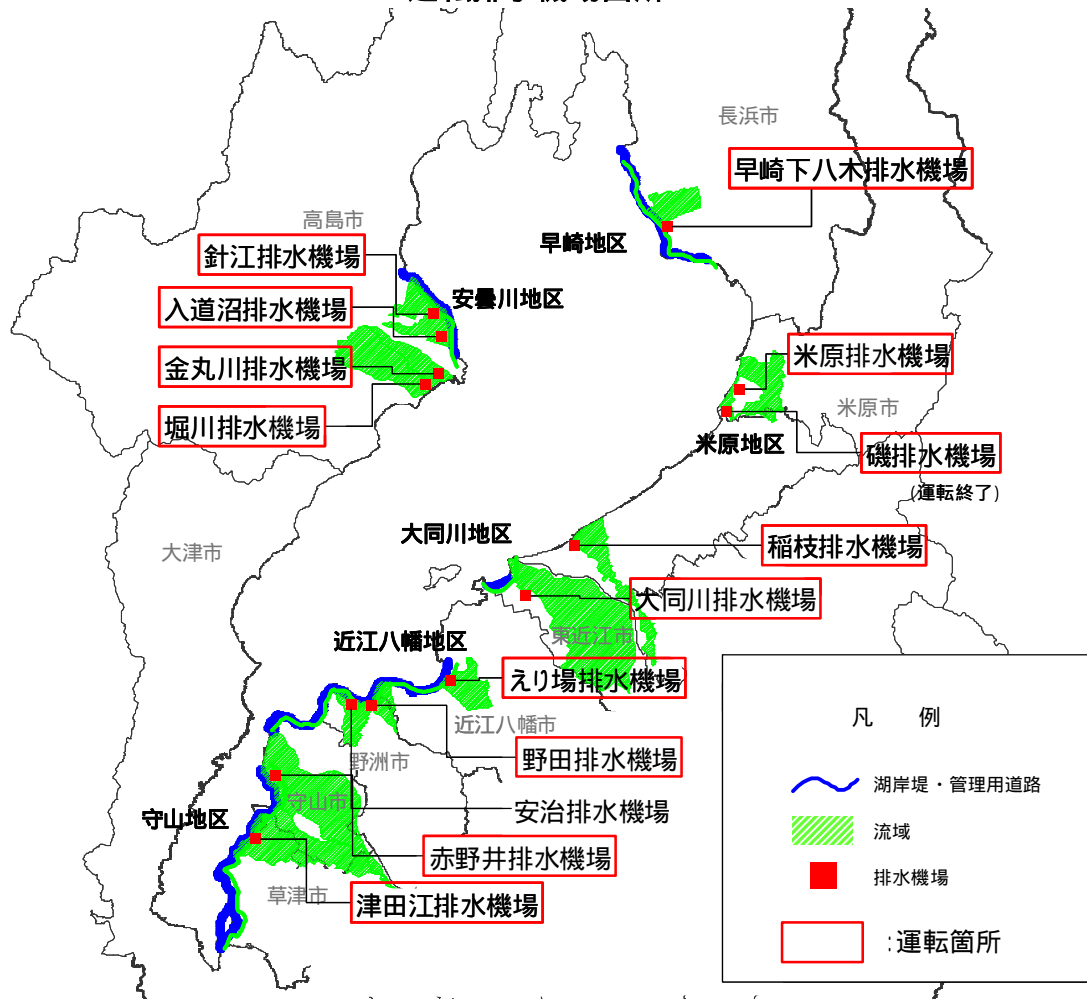 長浜市
早崎下八木排水機場
高島市
早崎地区
針江排水機場
安曇川地区
入道沼排水機場
米原排水機場
金丸川排水機場
米原市
堀川排水機場
米原地区
磯排水機場
(運転終了)
大同川地区
稲枝排水機場
大津市
大同川排水機場
東近江市
近江八幡地区
えり場排水機場
近江八幡市
野田排水機場
野洲市
安治排水機場
守山市
守山地区
赤野井排水機場
草津市
津田江排水機場
凡 例
湖岸堤・管理用道路
流域
排水機場
:運転箇所